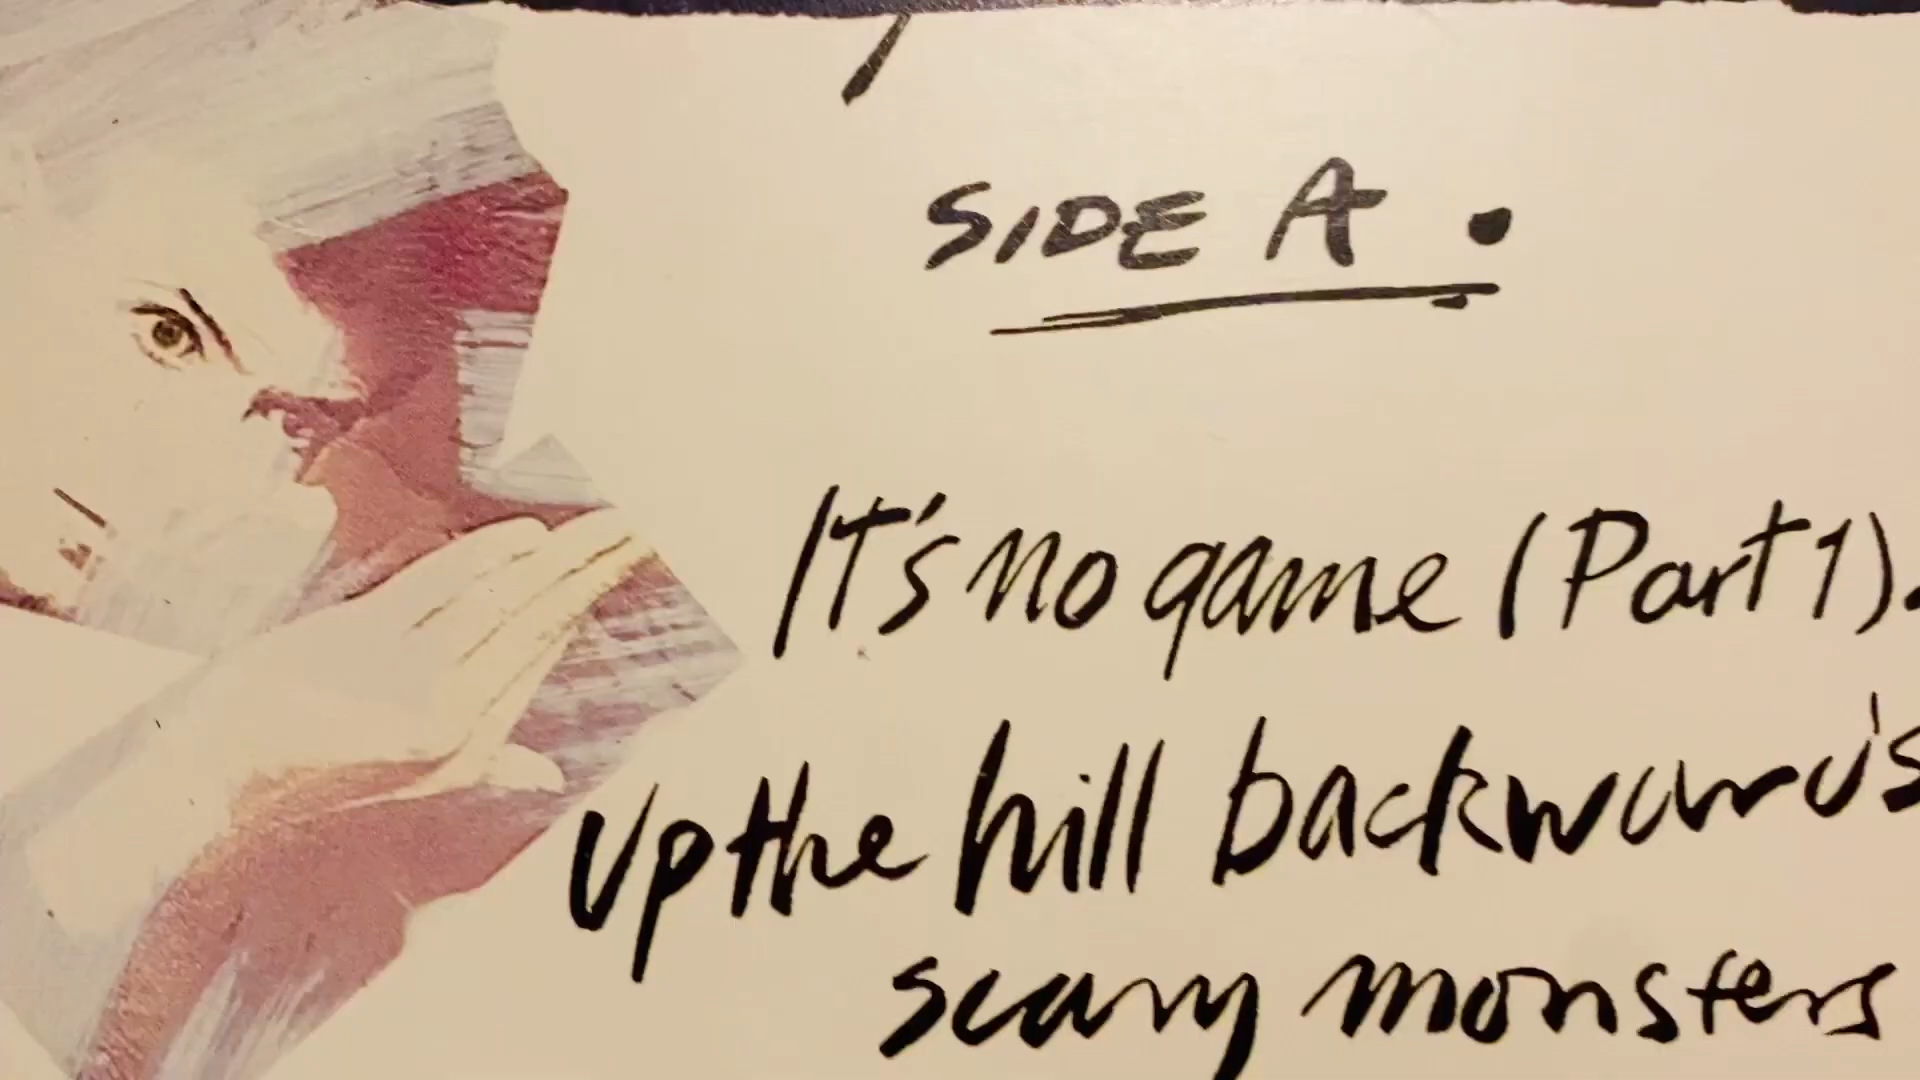 SIDE A.
It's no game (Part 1).
Up the hill backwards
scary monsters